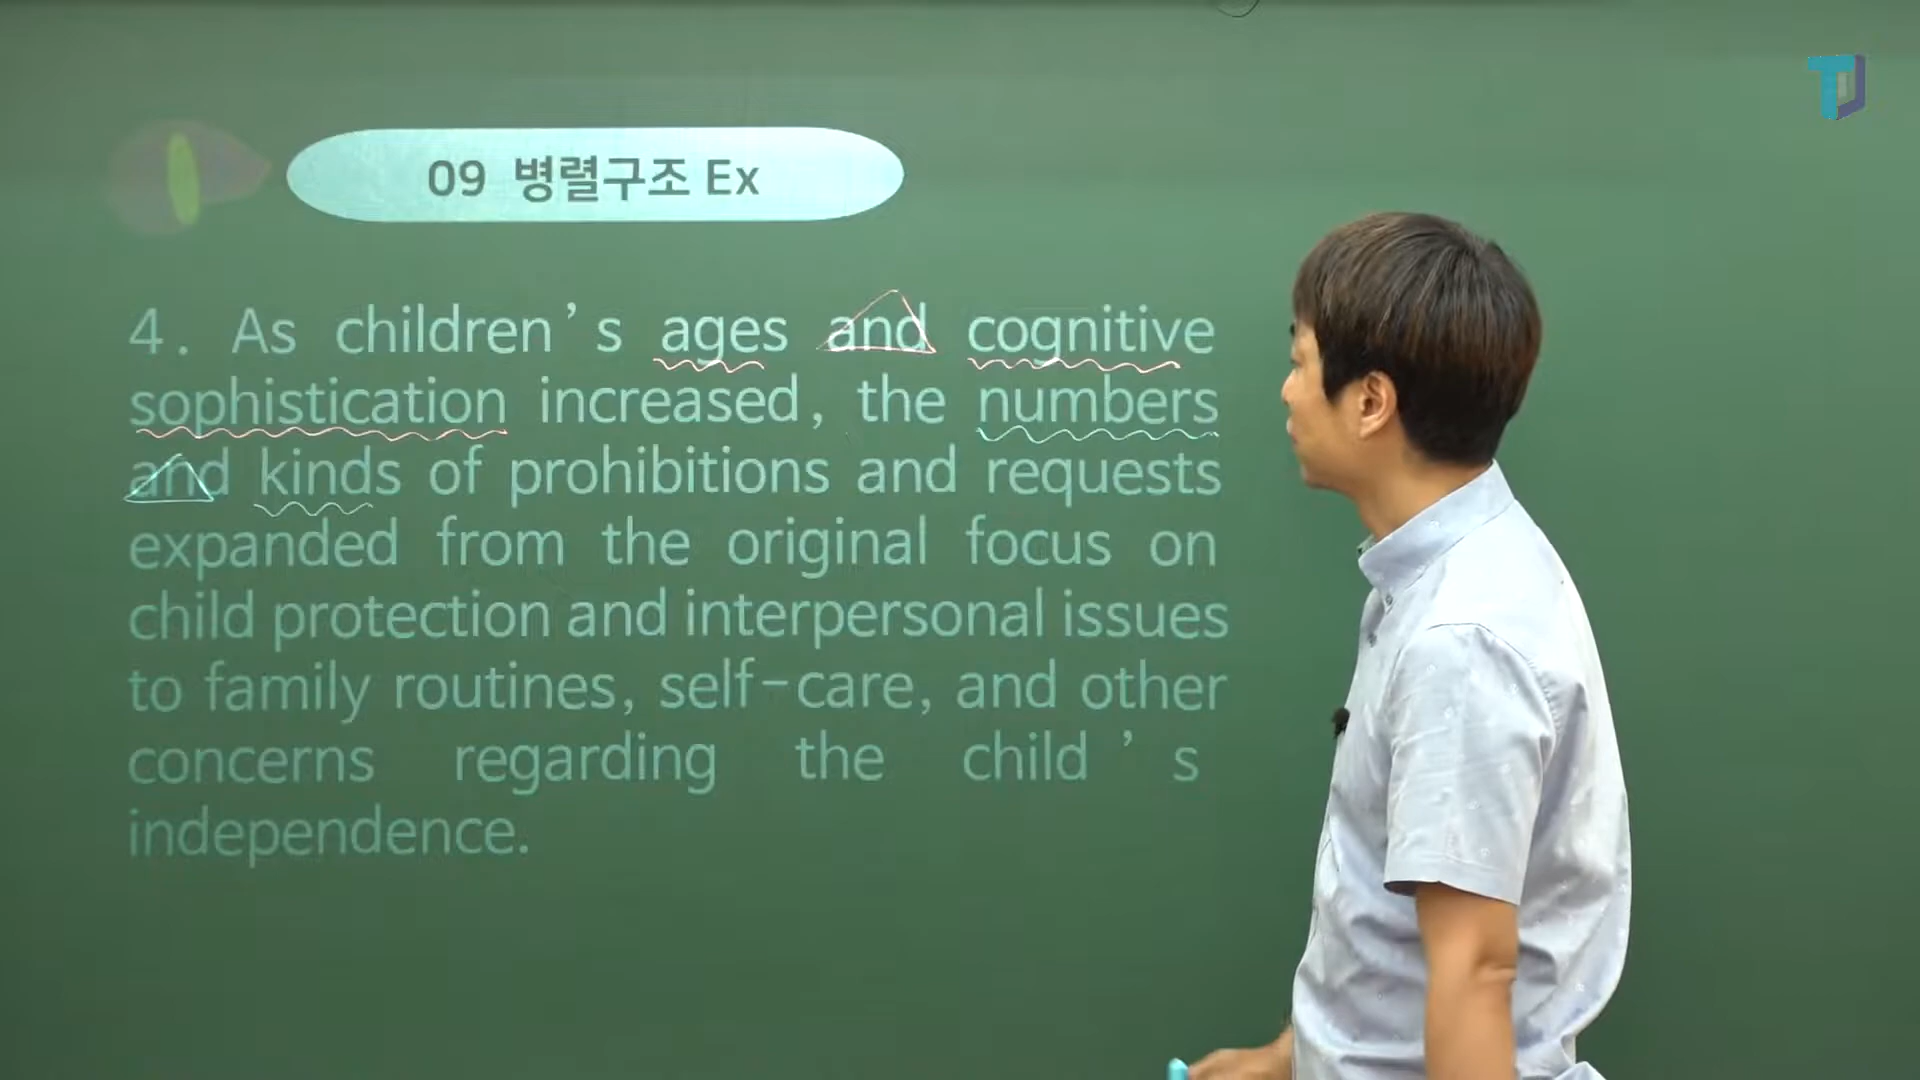 09 병렬구조 Ex
4. As children’s ages and cognitive
sophistication increased, the numbers
and kinds of prohibitions and requests
expanded from the original focus on
child protection and interpersonal issues
to family routines, self-care, and other
concerns regarding the child’s
independence.